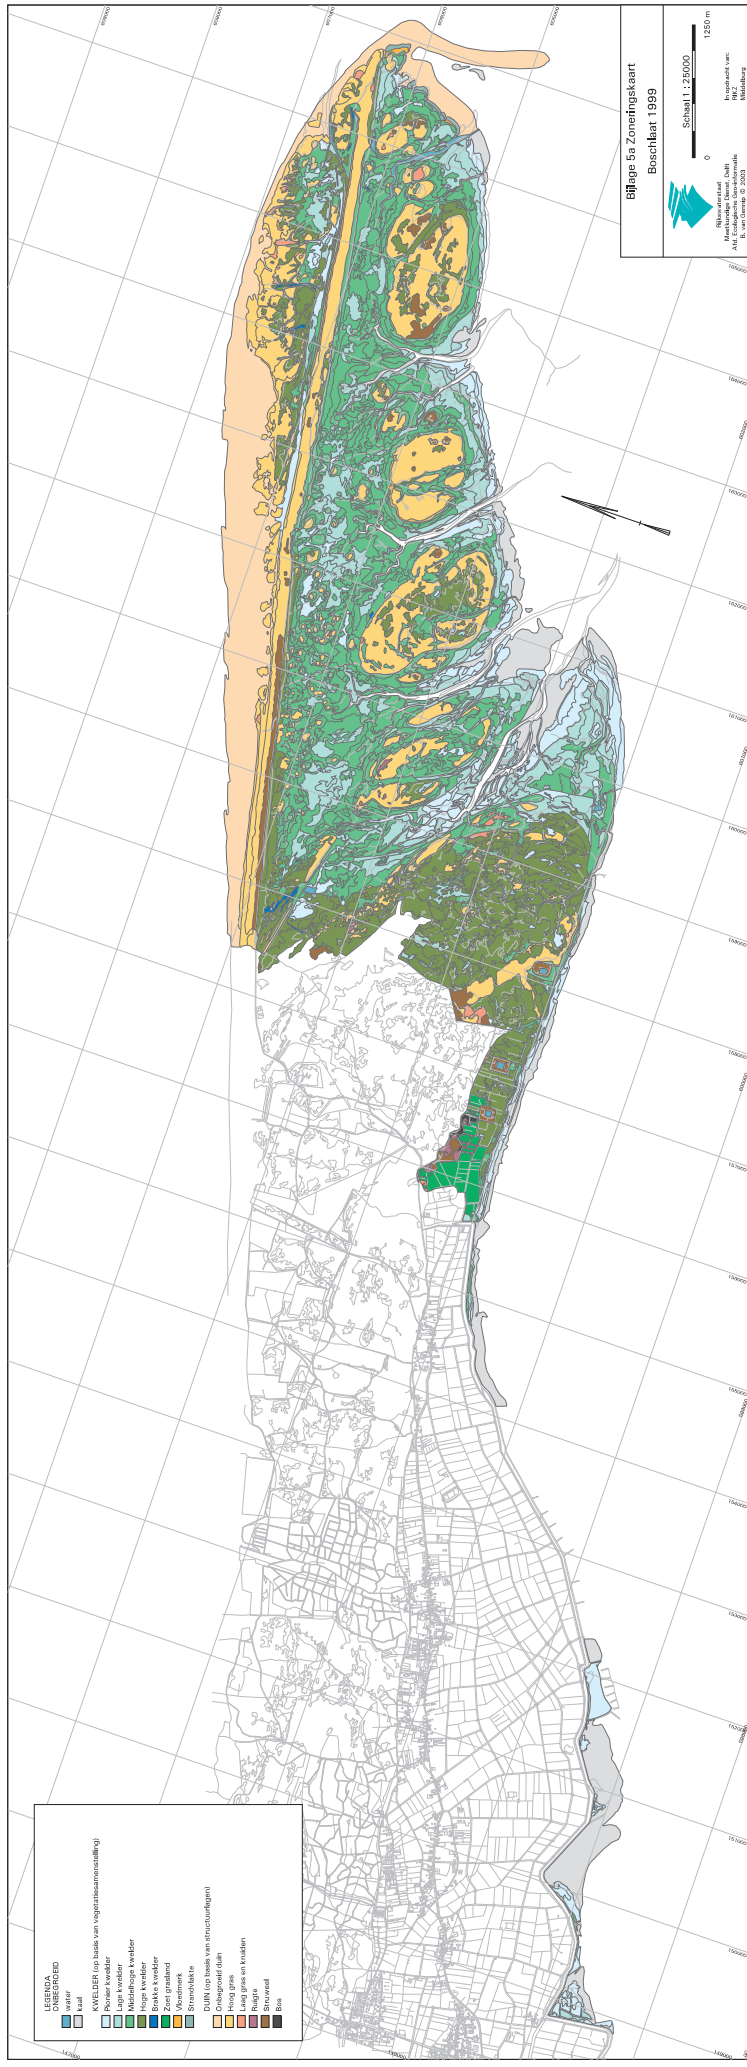 Bijlage 5a Zoneringskaart
Boschplaat 1999
Schaal 1 : 25000
0
1250 m
Rijkswaterstaat
Meetkundige Dienst, Delft
Afd. Ecologische Geo-informatie
B. van Gennip © 2003
In opdracht van:
RIKZ
Middelburg
LEGENDA
ONBEGROEID
water
kaal
KWELDER (op basis van vegetatiesamenstelling)
Pionier kwelder
Lage kwelder
Middelhoge kwelder
Hoge kwelder
Brakke kwelder
Zoet grasland
Vloedmerk
Strandvlakte
DUIN (op basis van structuurlagen)
Onbegroeid duin
Hoog gras
Laag gras en kruiden
Ruigte
Struweel
Bos